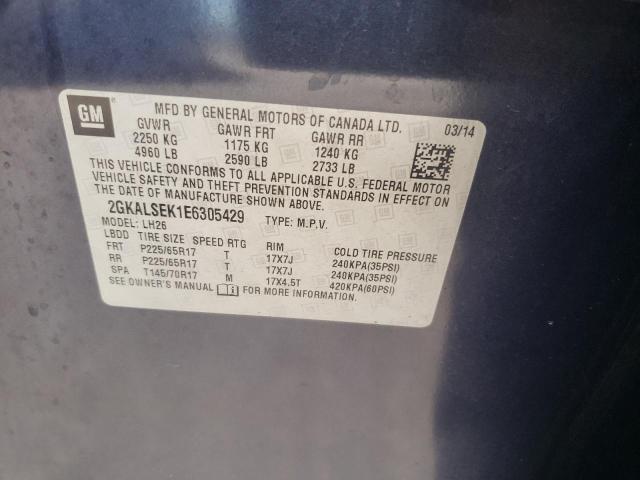 GM ®
MFD BY GENERAL MOTORS OF CANADA LTD. 03/14
GVWR GAWR FRT GAWR RR
2250 KG 1175 KG 1240 KG
4960 LB 2590 LB 2733 LB
THIS VEHICLE CONFORMS TO ALL APPLICABLE U.S. FEDERAL MOTOR
VEHICLE SAFETY AND THEFT PREVENTION STANDARDS IN EFFECT ON
THE DATE OF MANUFACTURE SHOWN ABOVE.
2GKALSEK1E6305429 TYPE: M.P.V.
MODEL: LH26
LBDD TIRE SIZE SPEED RTG RIM COLD TIRE PRESSURE
FRT P225/65R17 T 17X7J 240KPA(35PSI)
RR P225/65R17 T 17X7J 240KPA(35PSI)
SPA T145/70R17 M 17X4.5T 420KPA(60PSI)
SEE OWNER'S MANUAL FOR MORE INFORMATION.